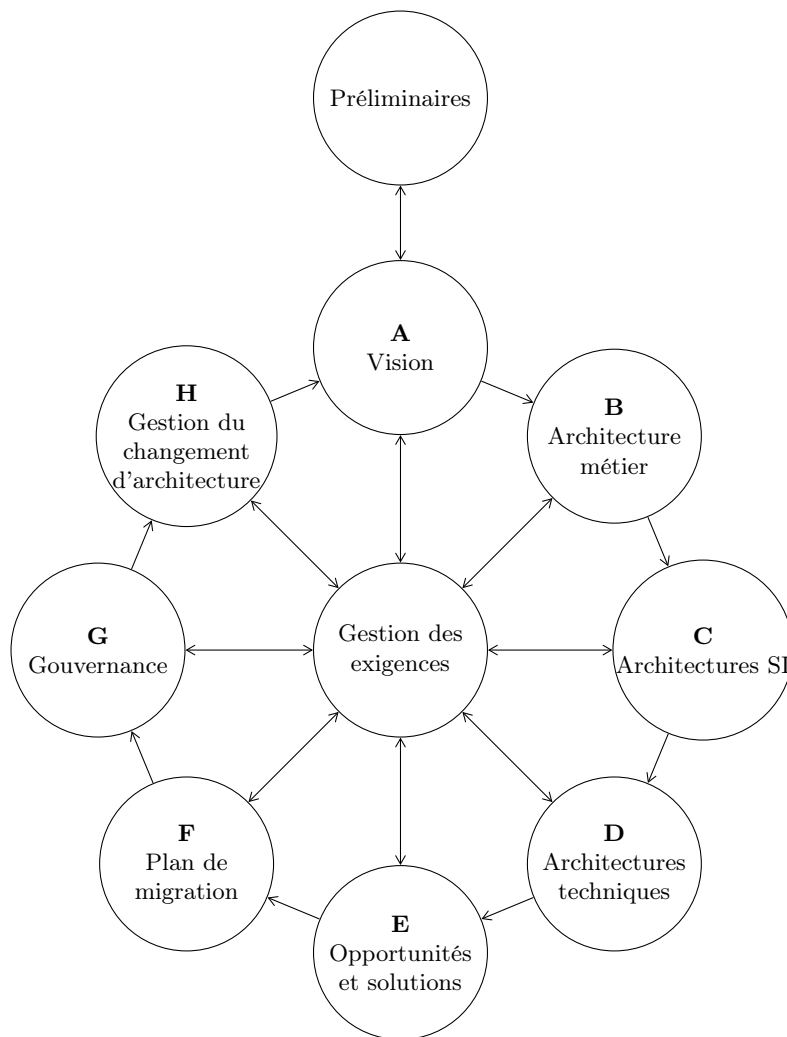 Préliminaires
A
Vision
B
Architecture
métier
H
Gestion du
changement
d'architecture
Gestion des
exigences
C
Architectures SI
G
Gouvernance
D
Architectures
techniques
F
Plan de
migration
E
Opportunités
et solutions